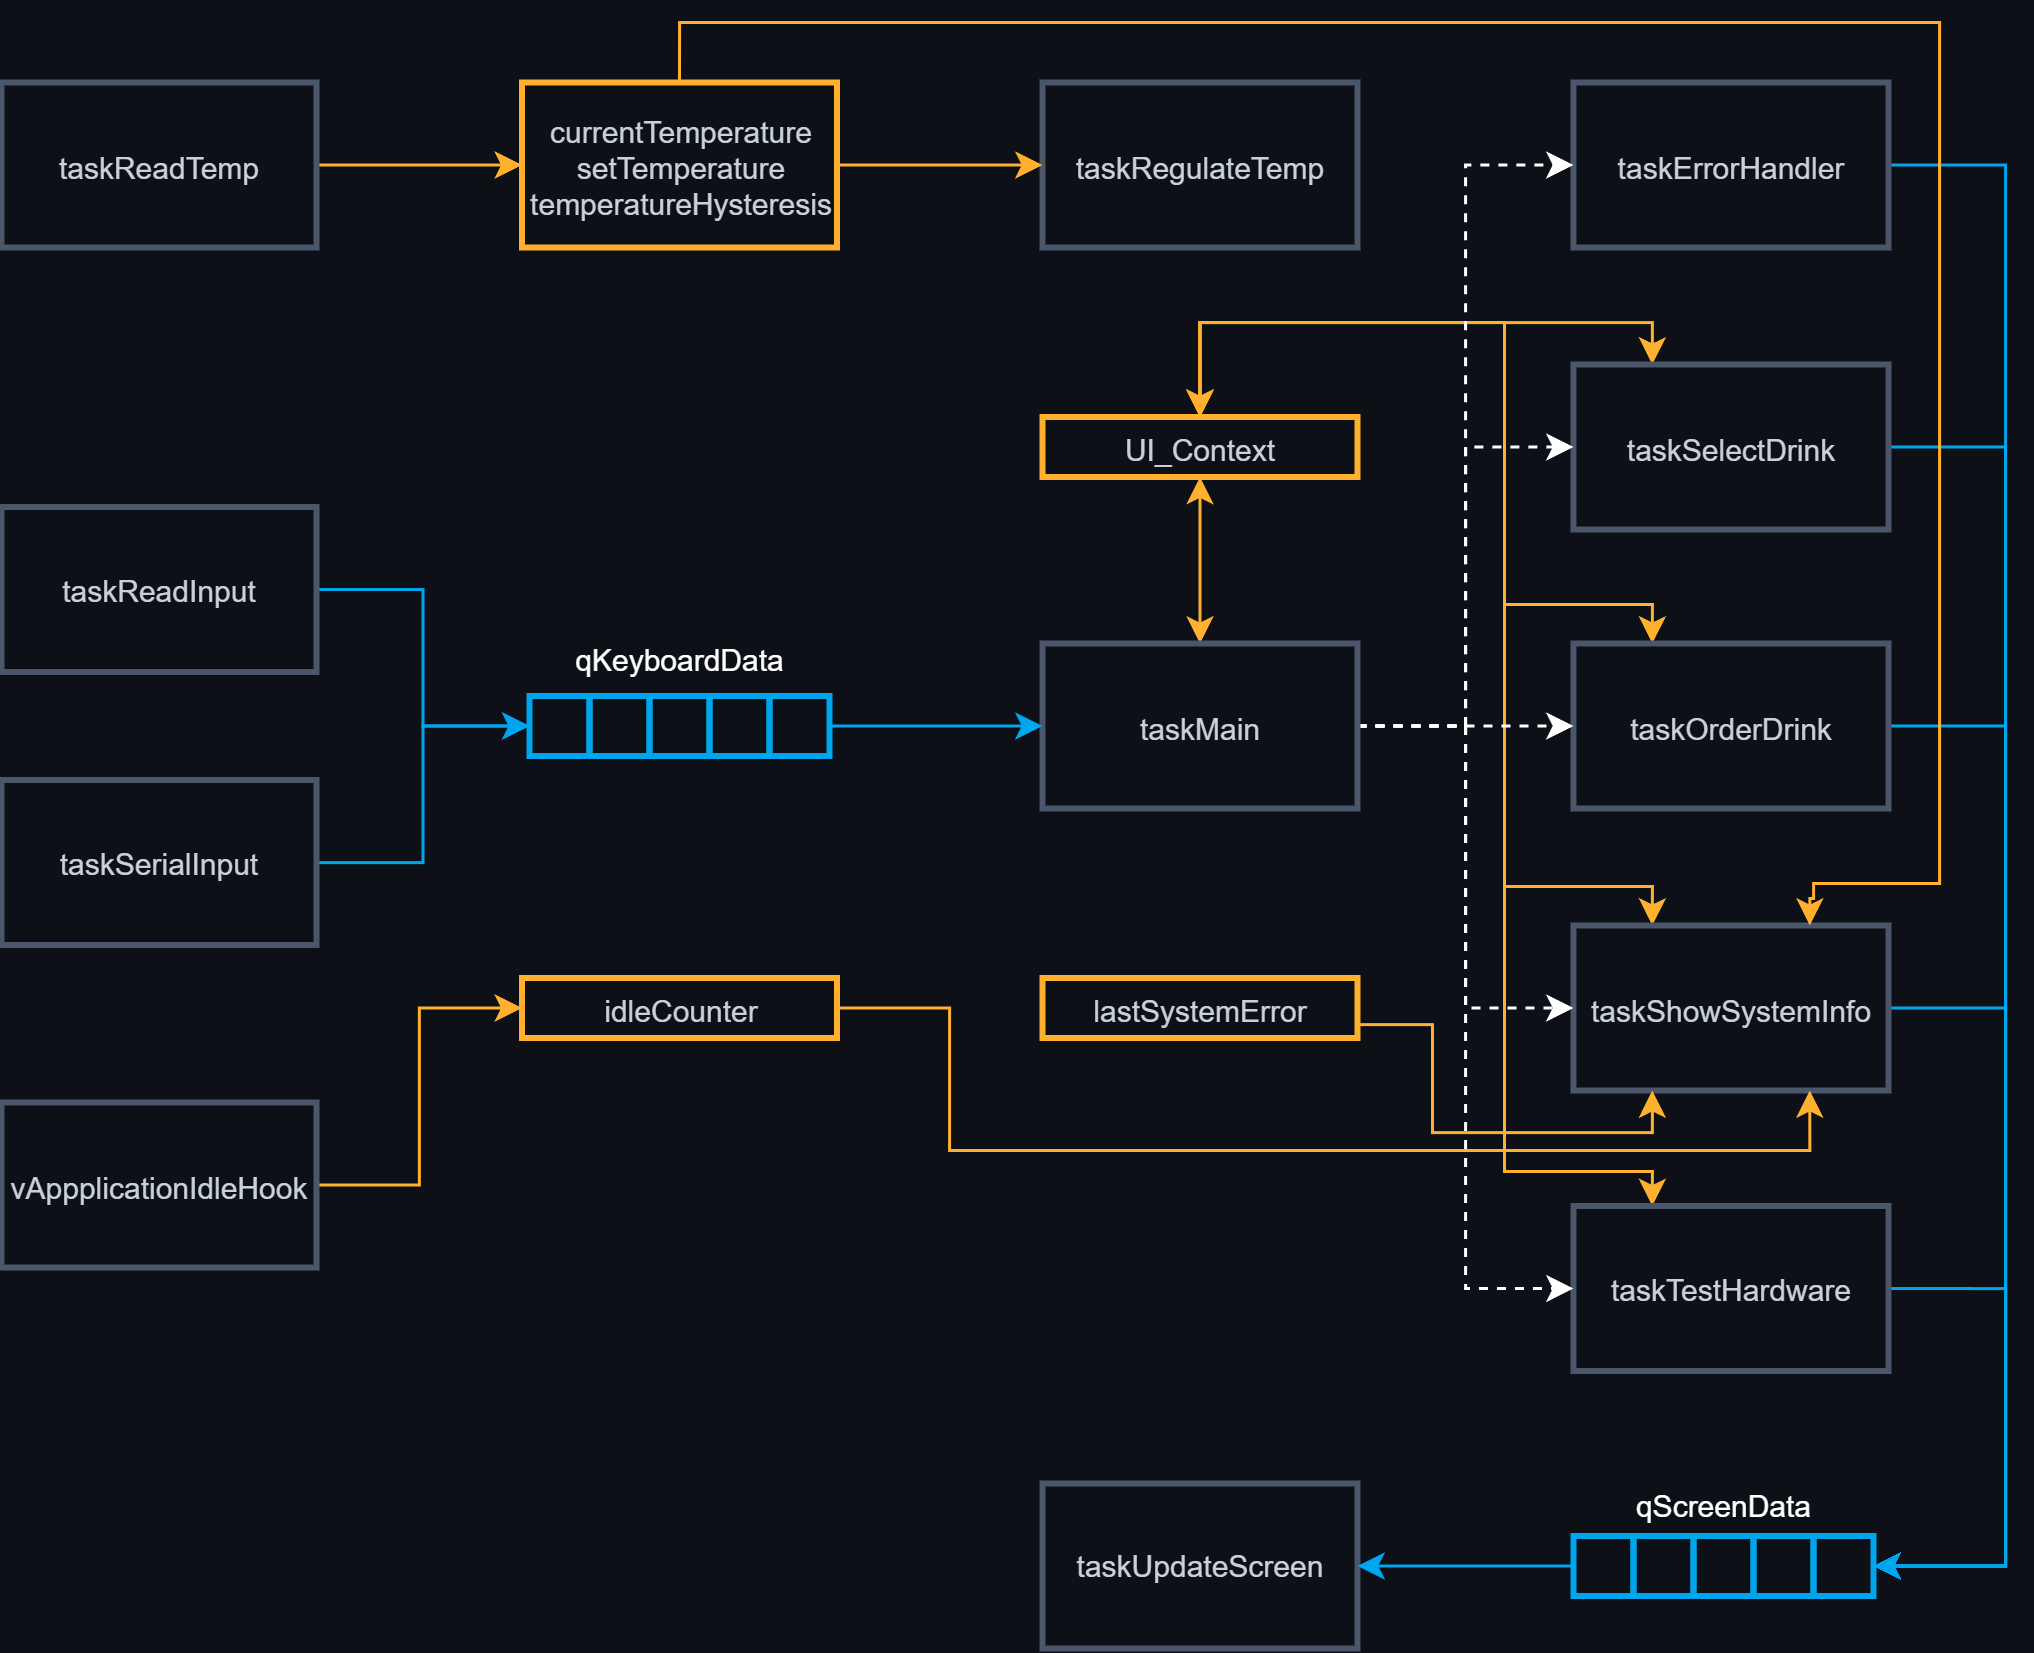 taskReadTemp
currentTemperature
setTemperature
temperatureHysteresis
taskRegulateTemp
taskErrorHandler
UI_Context
taskSelectDrink
taskReadInput
qKeyboardData
taskMain
taskOrderDrink
taskSerialInput
idleCounter
lastSystemError
taskShowSystemInfo
vAppplicationIdleHook
taskTestHardware
qScreenData
taskUpdateScreen